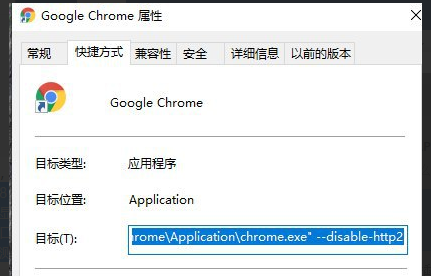 Google Chrome 属性
常规 快捷方式 兼容性 安全 详细信息 以前的版本
Google Chrome
目标类型: 应用程序
目标位置: Application
目标(T): hrome\Application\chrome.exe" --disable-http2